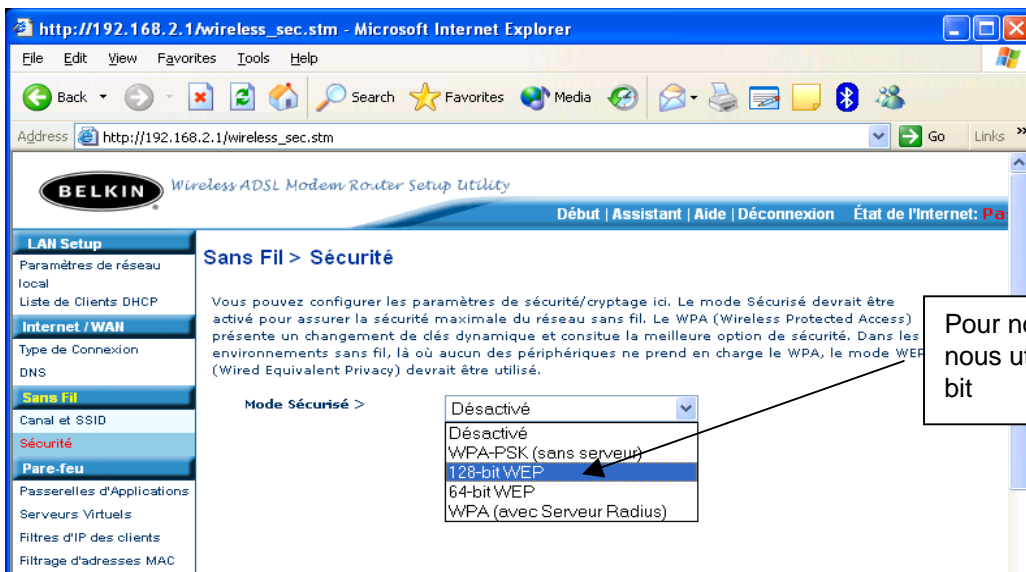 http://192.168.2.1/wireless_sec.stm - Microsoft Internet Explorer
File Edit View Favorites Tools Help
Back Search Favorites Media
Address http://192.168.2.1/wireless_sec.stm Go Links »
BELKIN Wireless ADSL Modem Router Setup Utility
Début | Assistant | Aide | Déconnexion État de l'Internet: Pa
LAN Setup
Paramètres de réseau
local
Liste de Clients DHCP
Internet / WAN
Type de Connexion
DNS
Sans Fil
Canal et SSID
Sécurité
Pare-feu
Passerelles d'Applications
Serveurs Virtuels
Filtres d'IP des clients
Filtrage d'adresses MAC
Sans Fil > Sécurité
Vous pouvez configurer les paramètres de sécurité/cryptage ici. Le mode Sécurisé devrait être
activé pour assurer la sécurité maximale du réseau sans fil. Le WPA (Wireless Protected Access)
présente un changement de clés dynamique et consitue la meilleure option de sécurité. Dans les
environnements sans fil, là où aucun des périphériques ne prend en charge le WPA, le mode WEP
(Wired Equivalent Privacy) devrait être utilisé.
Mode Sécurisé > Désactivé
Désactivé
WPA-PSK (sans serveur)
128-bit WEP
64-bit WEP
WPA (avec Serveur Radius)
Pour no
nous ut
bit